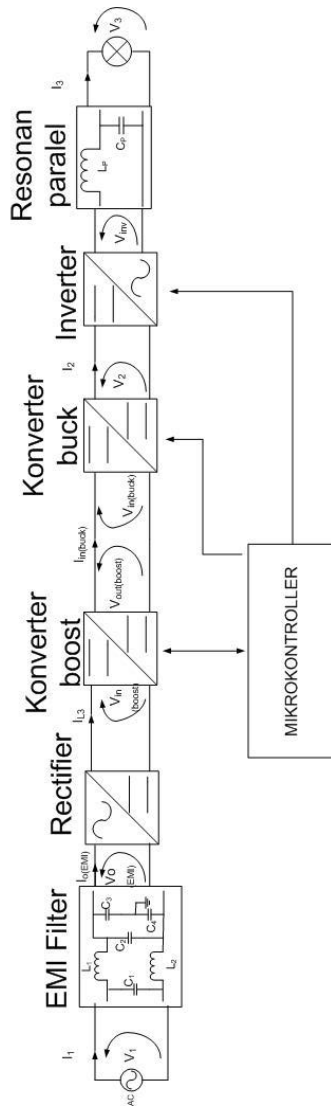 AC
I1
V1
EMI Filter
L1
C1
C2
C3
C4
L2
Io(EMI)
Vo
(EMI)
Rectifier
IL3
Vin
(boost)
Konverter
boost
Vout(boost)
Iin(buck)
Vin(buck)
Konverter
buck
I2
V2
Inverter
Vinv
Resonan
paralel
LP
CP
I3
V3
MIKROKONTROLLER